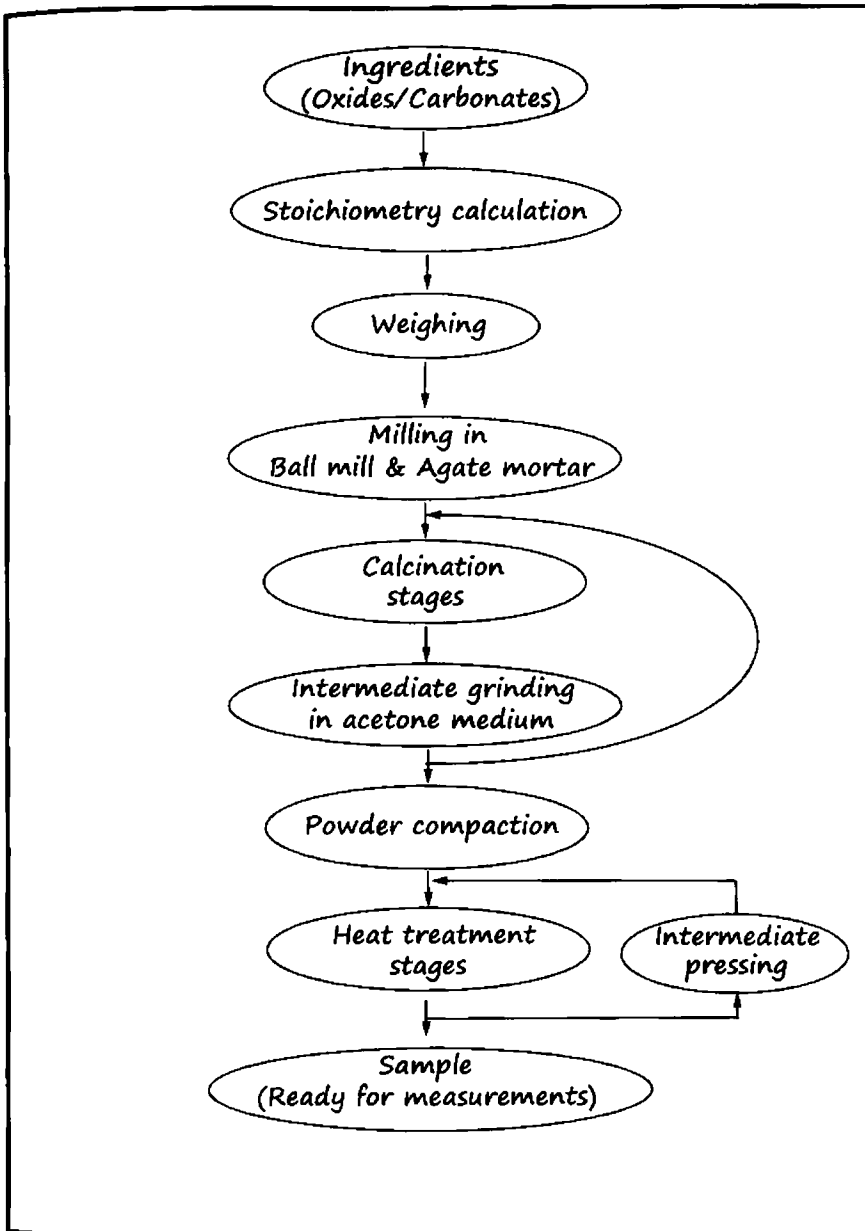 Ingredients
(Oxides/Carbonates)
Stoichiometry calculation
Weighing
Milling in
Ball mill & Agate mortar
Calcination
stages
Intermediate grinding
in acetone medium
Powder compaction
Heat treatment
stages
Intermediate
pressing
Sample
(Ready for measurements)